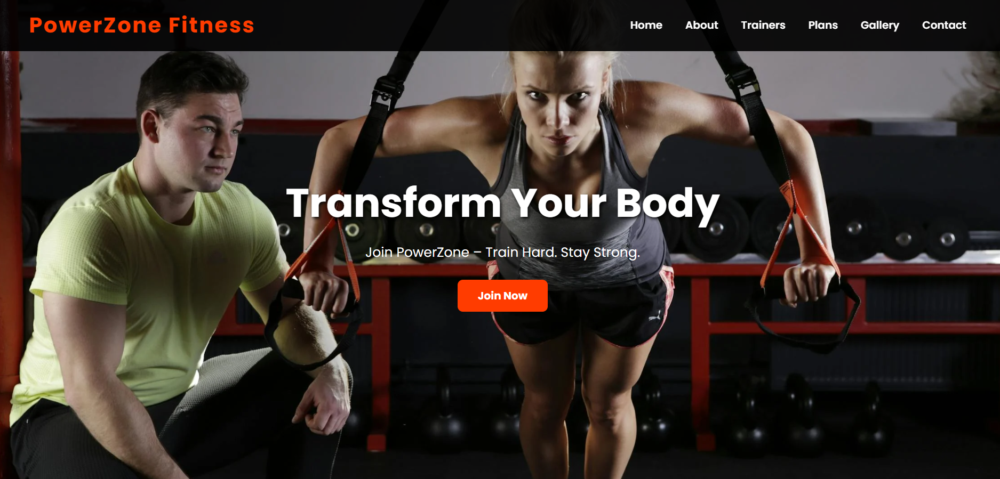 PowerZone Fitness
Home About Trainers Plans Gallery Contact
Transform Your Body
Join PowerZone – Train Hard. Stay Strong.
Join Now